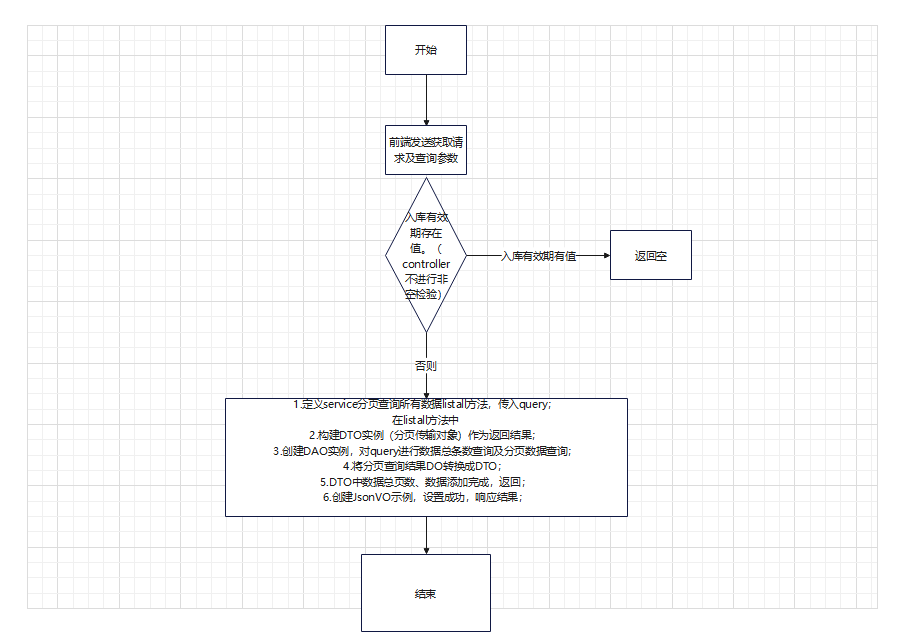 开始
前端发送获取请
求及查询参数
入库有效
期存在
值。（
controller
不进行非
空检验）
入库有效期有值
返回空
否则
1.定义service分页查询所有数据listall方法，传入query；
在listall方法中
2.构建DTO实例（分页传输对象）作为返回结果；
3.创建DAO实例，对query进行数据总条数查询及分页数据查询；
4.将分页查询结果DO转换成DTO；
5.DTO中数据总页数、数据添加完成，返回；
6.创建JsonVO示例，设置成功，响应结果；
结束